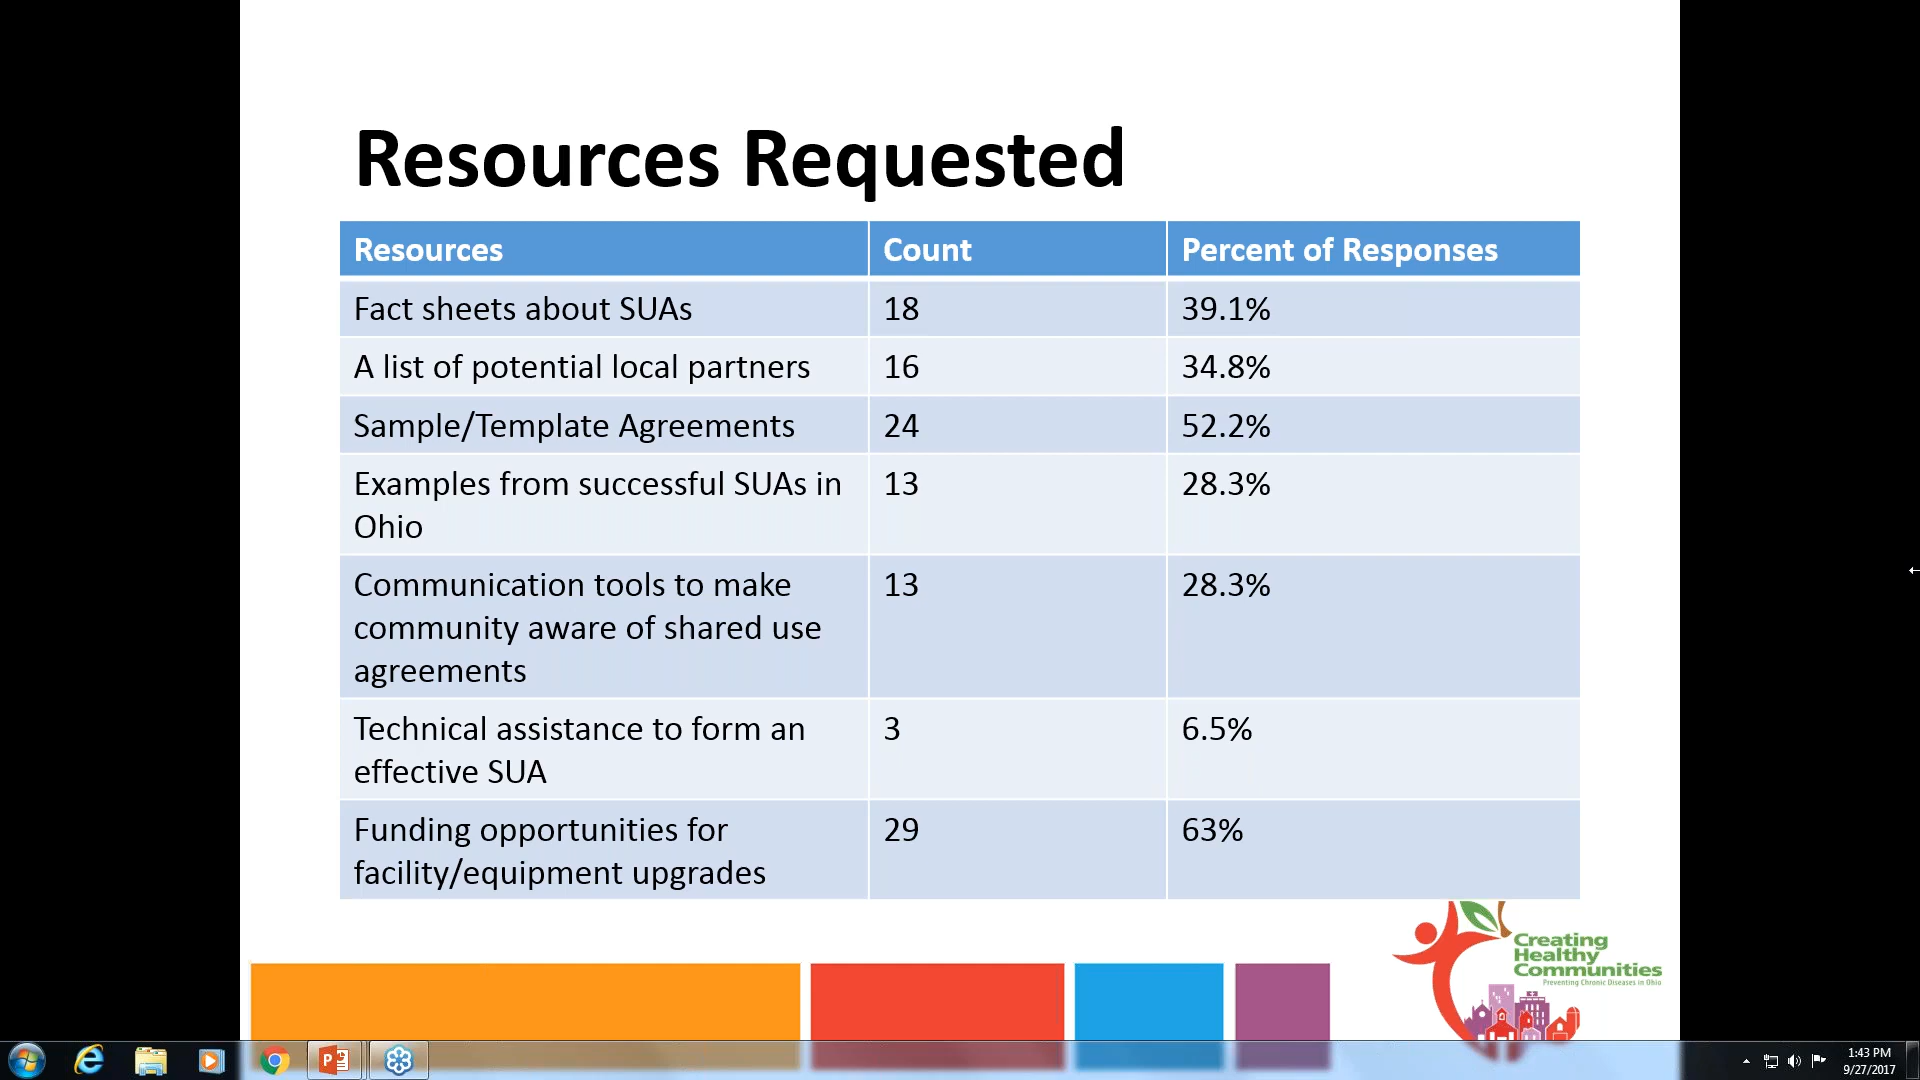 Resources Requested
Resources Count Percent of Responses
Fact sheets about SUAs 18 39.1%
A list of potential local partners 16 34.8%
Sample/Template Agreements 24 52.2%
Examples from successful SUAs in 13 28.3%
Ohio
Communication tools to make 13 28.3%
community aware of shared use
agreements
Technical assistance to form an 3 6.5%
effective SUA
Funding opportunities for 29 63%
facility/equipment upgrades
Creating
Healthy
Communities
Preventing Chronic Diseases in Ohio
1:43 PM
9/27/2017